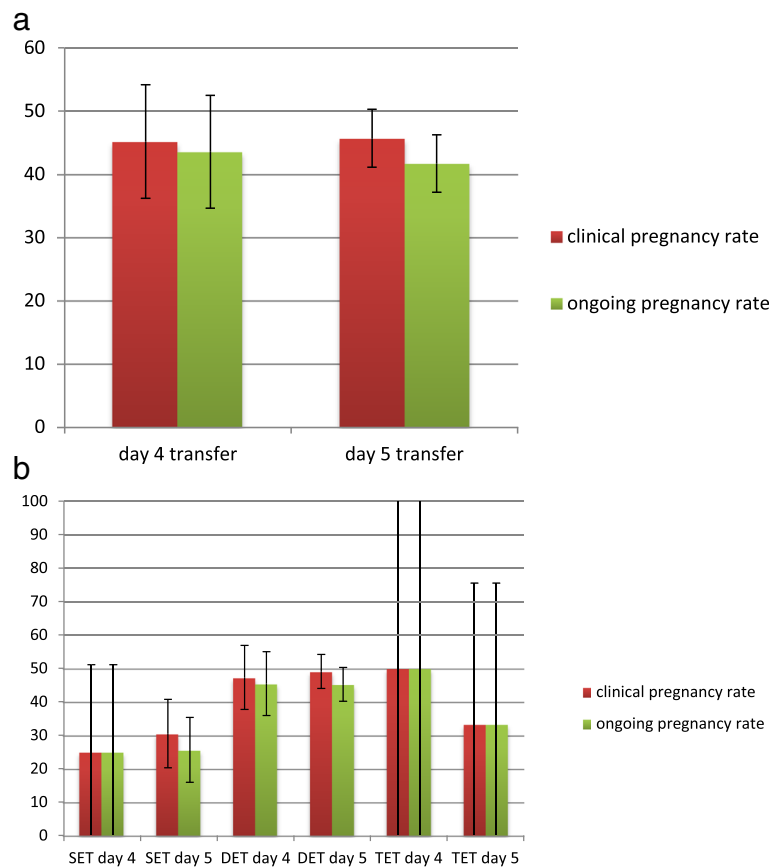 a
60
50
40
30
20
10
0
day 4 transfer
day 5 transfer
clinical pregnancy rate
ongoing pregnancy rate
b
100
90
80
70
60
50
40
30
20
10
0
SET day 4
SET day 5
DET day 4
DET day 5
TET day 4
TET day 5
clinical pregnancy rate
ongoing pregnancy rate